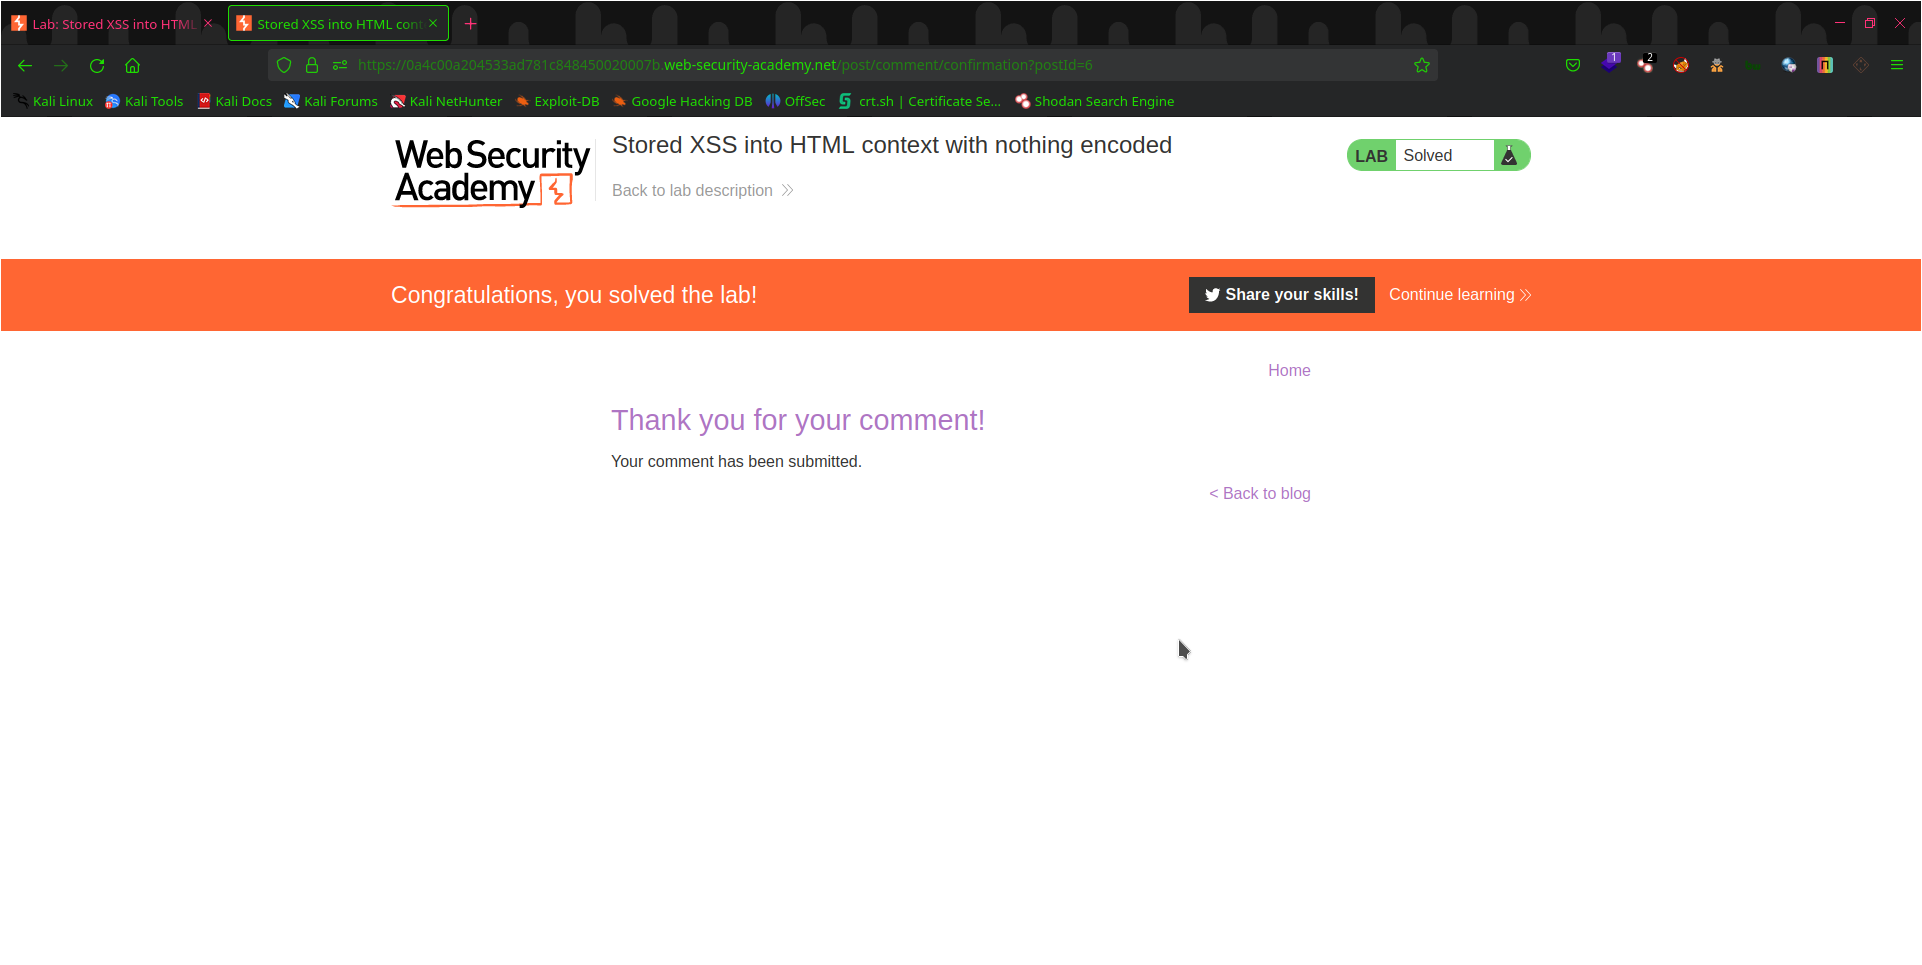 Lab: Stored XSS into HTML
Stored XSS into HTML cont
https://0a4c00a204533ad781c848450020007b.web-security-academy.net/post/comment/confirmation?postId=6
1
2
Kali Linux Kali Tools Kali Docs Kali Forums Kali NetHunter Exploit-DB Google Hacking DB OffSec crt.sh | Certificate Se... Shodan Search Engine
Web Security
Academy
Stored XSS into HTML context with nothing encoded
Back to lab description
LAB Solved
Congratulations, you solved the lab!
Share your skills!
Continue learning
Home
Thank you for your comment!
Your comment has been submitted.
< Back to blog